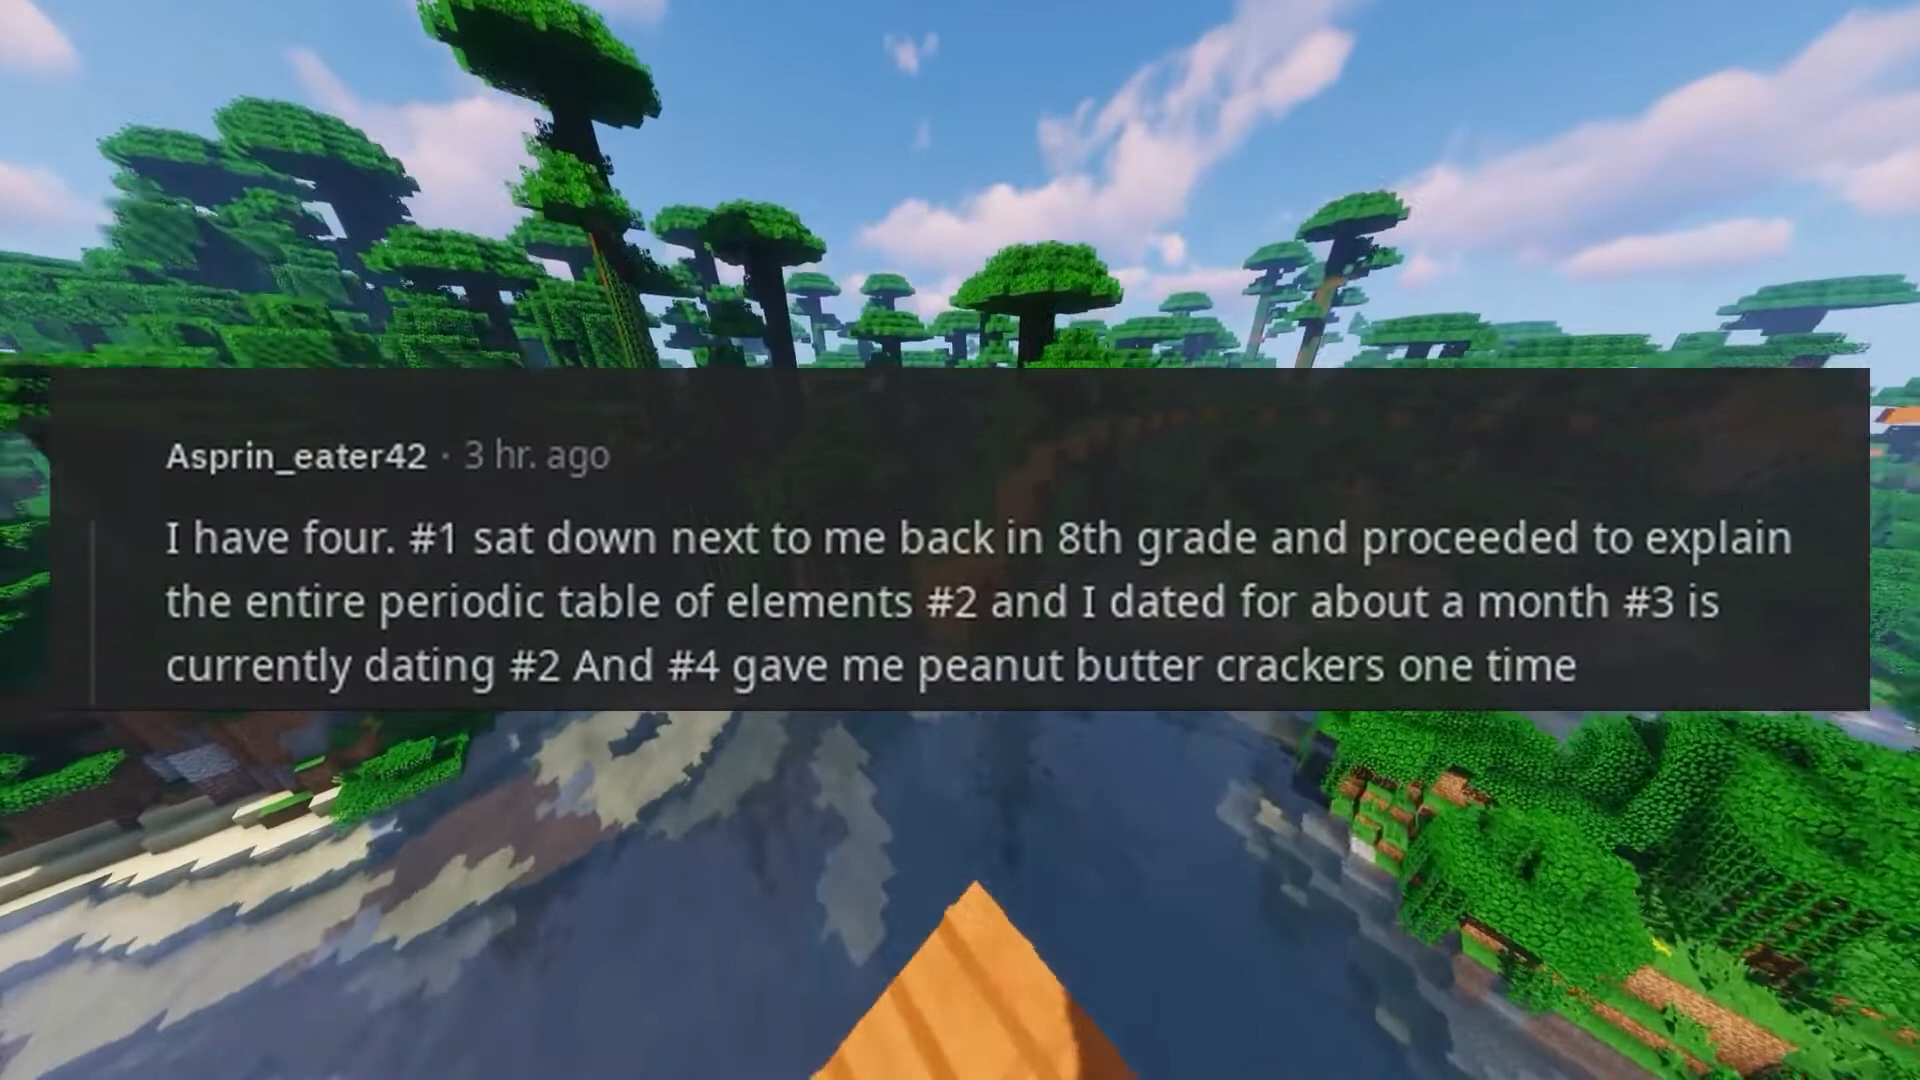 Asprin_eater42 · 3 hr. ago
I have four. #1 sat down next to me back in 8th grade and proceeded to explain
the entire periodic table of elements #2 and I dated for about a month #3 is
currently dating #2 And #4 gave me peanut butter crackers one time